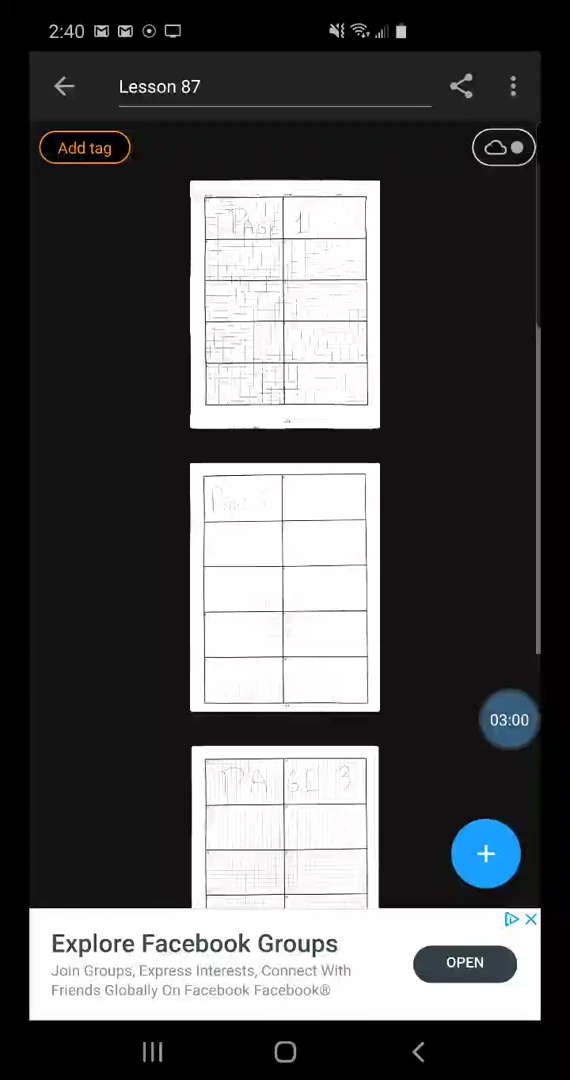 2:40
Lesson 87
Add tag
PAGE 1
PAGE 3
03:00
+
Explore Facebook Groups
Join Groups, Express Interests, Connect With
Friends Globally On Facebook Facebook®
OPEN